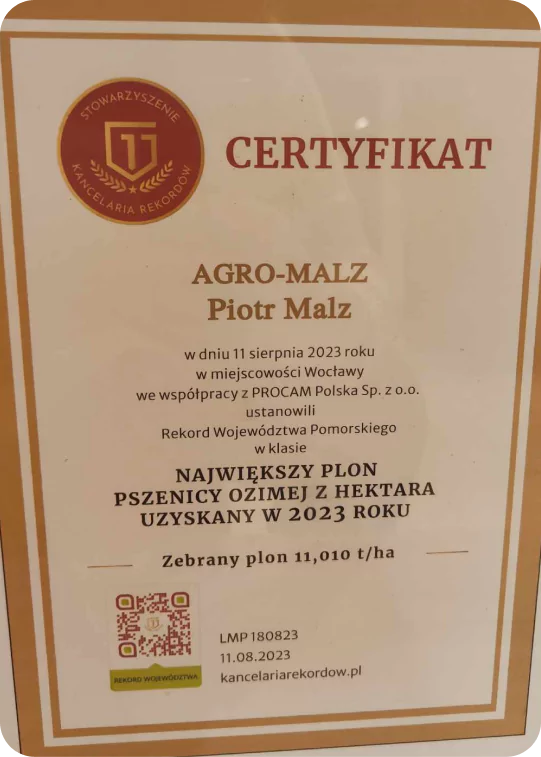 STOWARZYSZENIE
KANCELARIA REKORDÓW
CERTYFIKAT
AGRO-MALZ
Piotr Malz
w dniu 11 sierpnia 2023 roku
w miejscowości Wocławy
we współpracy z PROCAM Polska Sp. z o.o.
ustanowili
Rekord Województwa Pomorskiego
w klasie
NAJWIĘKSZY PLON
PSZENICY OZIMEJ Z HEKTARA
UZYSKANY W 2023 ROKU
Zebrany plon 11,010 t/ha
REKORD WOJEWÓDZTWA
LMP 180823
11.08.2023
kancelariarekordow.pl